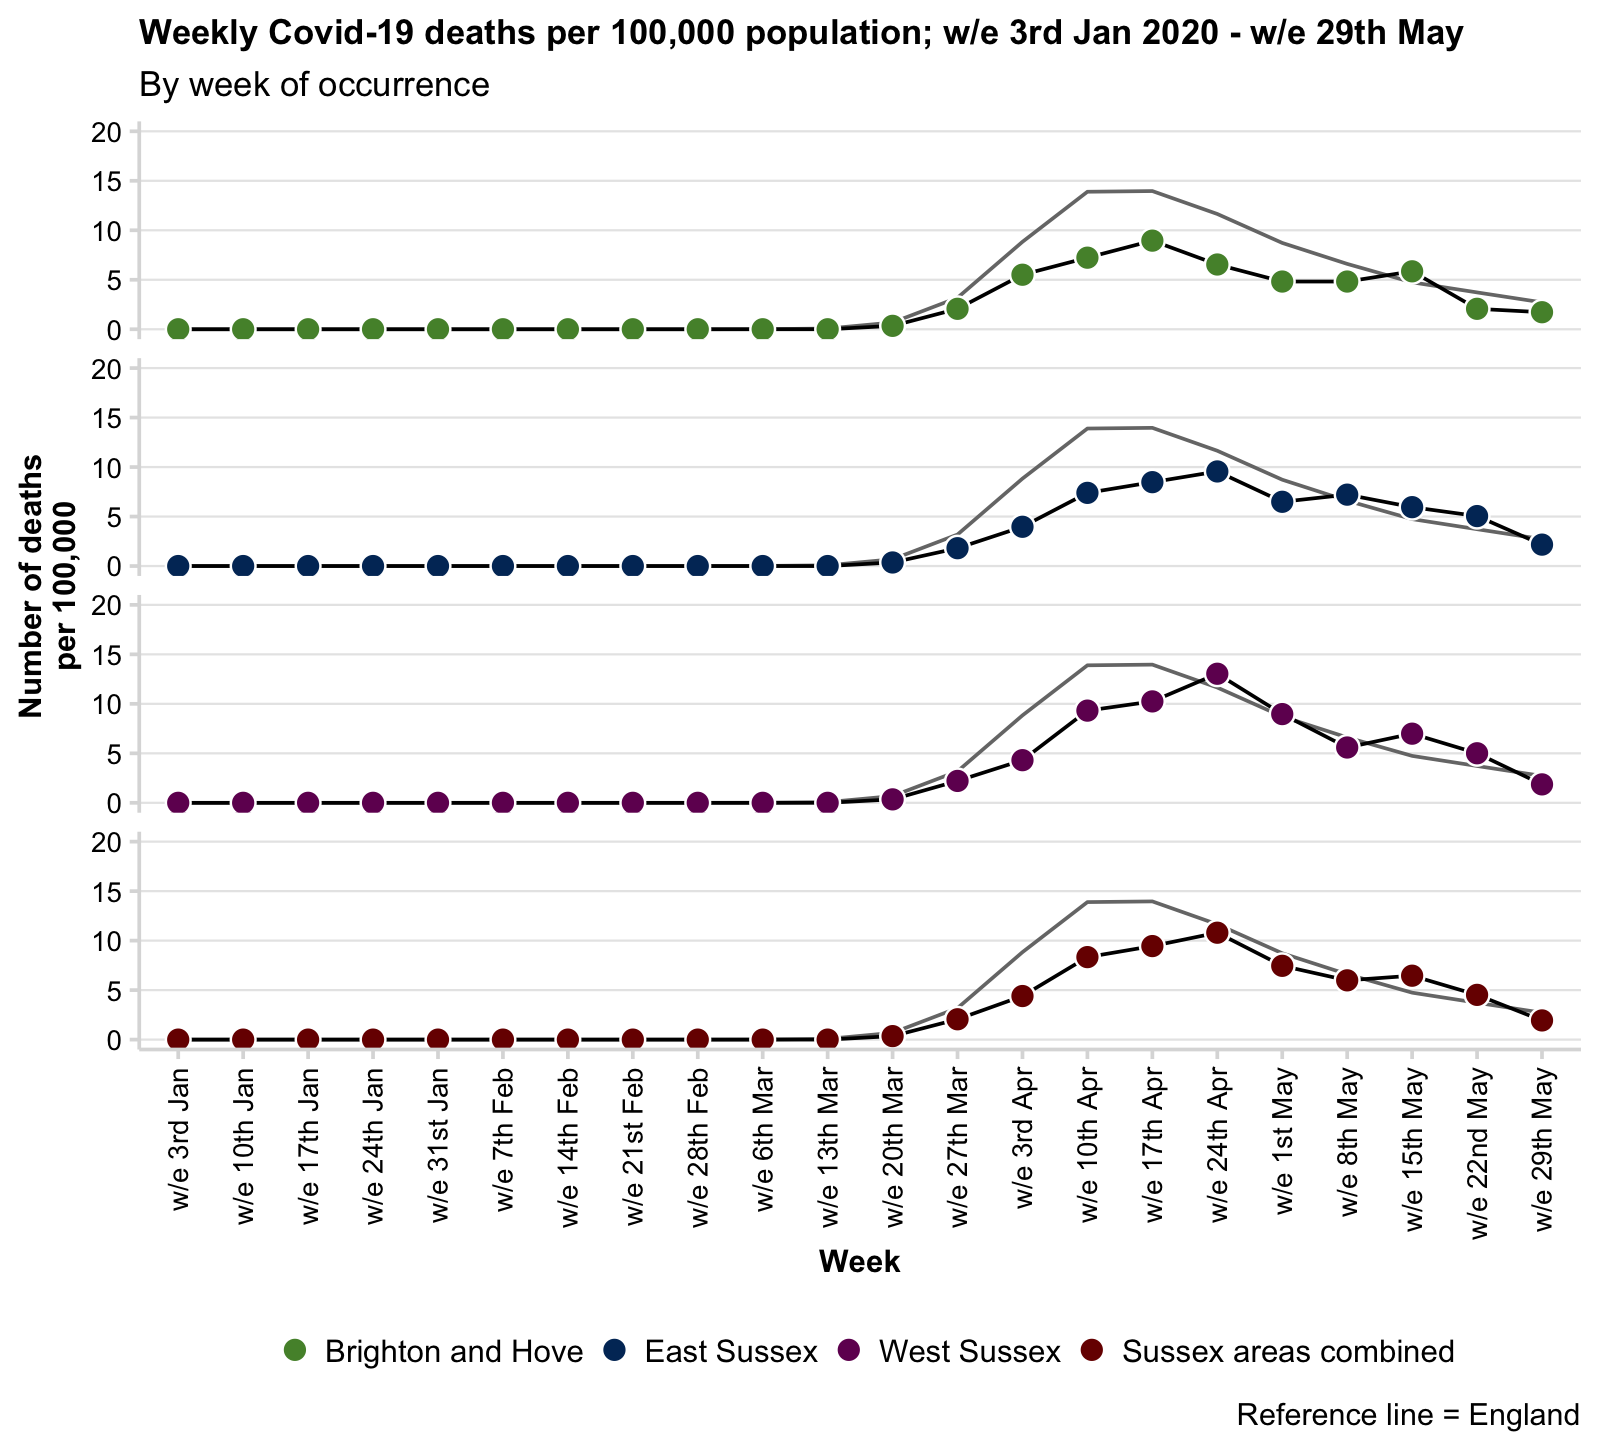 Weekly Covid-19 deaths per 100,000 population; w/e 3rd Jan 2020 - w/e 29th May
By week of occurrence
Number of deaths
per 100,000
20
15
10
5
0
20
15
10
5
0
20
15
10
5
0
20
15
10
5
0
w/e 3rd Jan
w/e 10th Jan
w/e 17th Jan
w/e 24th Jan
w/e 31st Jan
w/e 7th Feb
w/e 14th Feb
w/e 21st Feb
w/e 28th Feb
w/e 6th Mar
w/e 13th Mar
w/e 20th Mar
w/e 27th Mar
w/e 3rd Apr
w/e 10th Apr
w/e 17th Apr
w/e 24th Apr
w/e 1st May
w/e 8th May
w/e 15th May
w/e 22nd May
w/e 29th May
Week
Brighton and Hove East Sussex West Sussex Sussex areas combined
Reference line = England